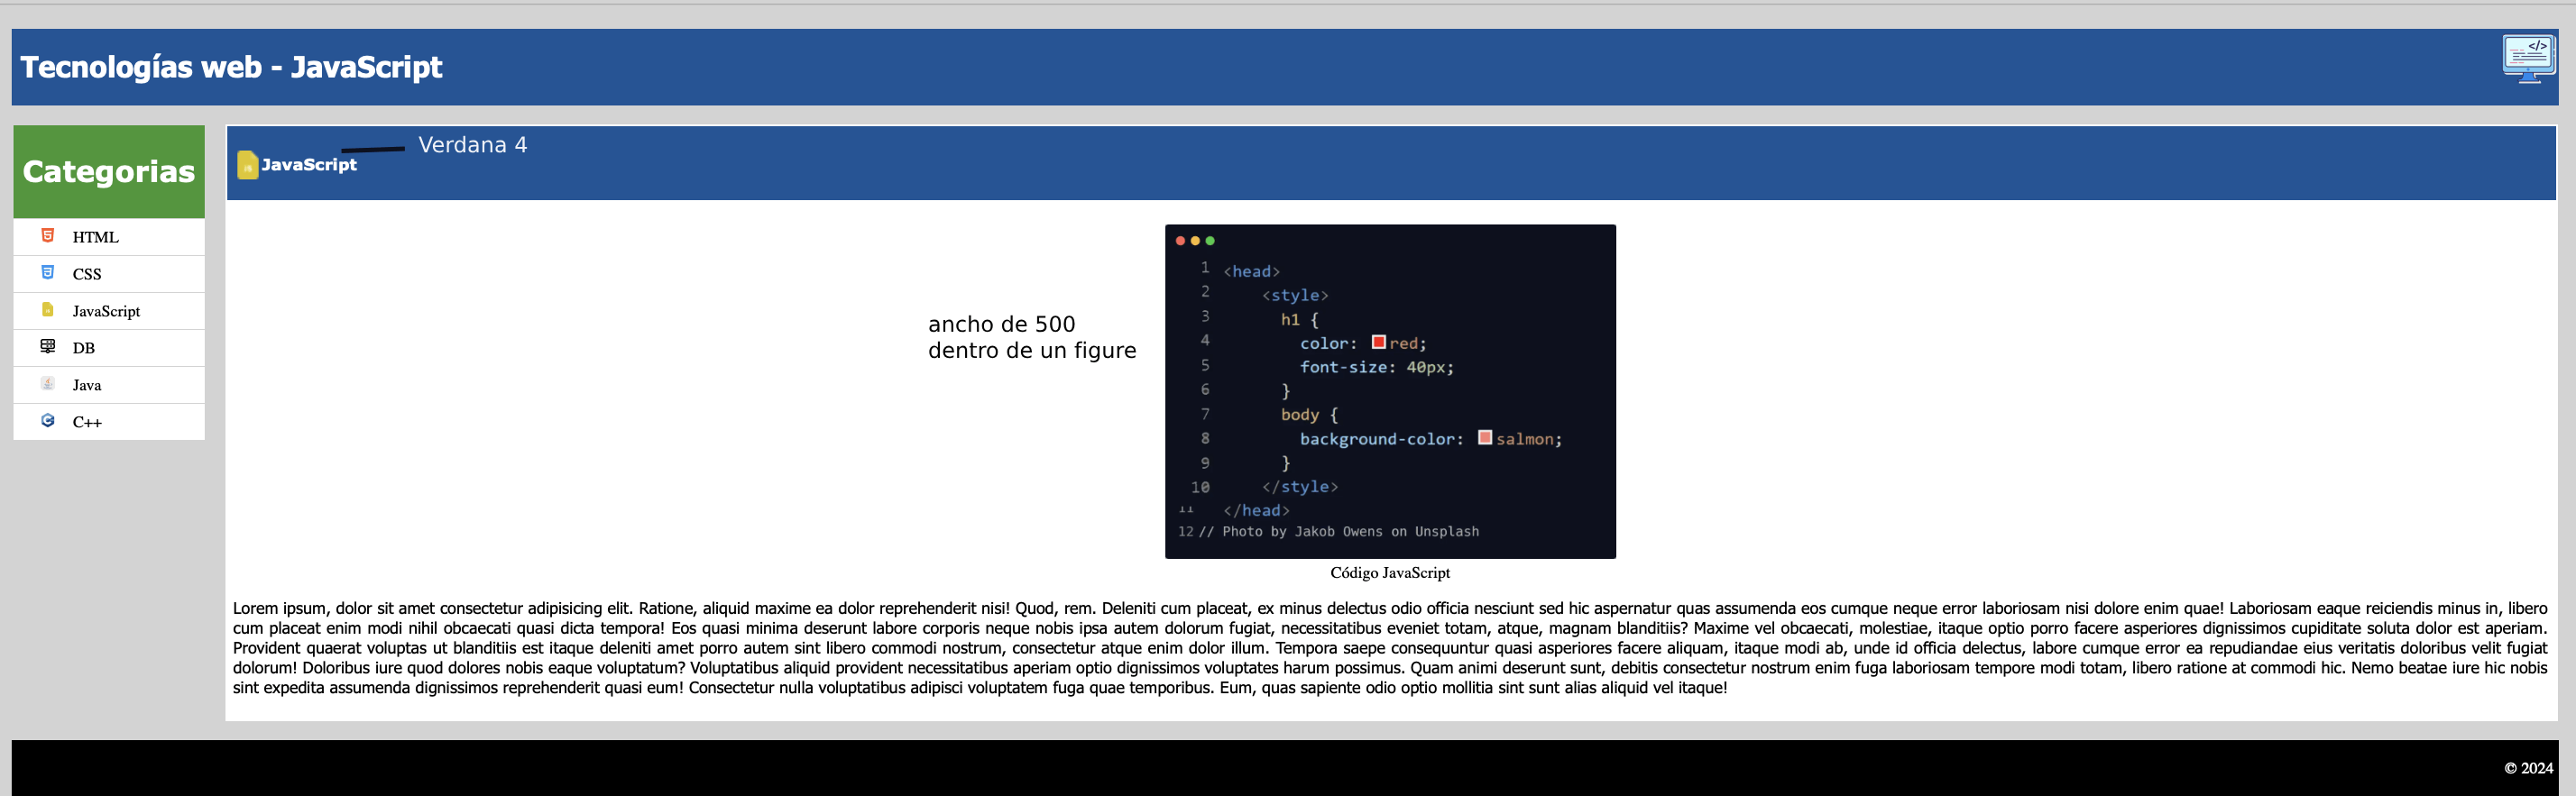 Tecnologías web - JavaScript
</>
Categorias
HTML
CSS
JavaScript
DB
Java
C++
JavaScript
Verdana 4
ancho de 500
dentro de un figure
1 <head>
2 <style>
3 h1 {
4 color: red;
5 font-size: 40px;
6 }
7 body {
8 background-color: salmon;
9 }
10 </style>
11 </head>
12 // Photo by Jakob Owens on Unsplash
Código JavaScript
Lorem ipsum, dolor sit amet consectetur adipisicing elit. Ratione, aliquid maxime ea dolor reprehenderit nisi! Quod, rem. Deleniti cum placeat, ex minus delectus odio officia nesciunt sed hic aspernatur quas assumenda eos cumque neque error laboriosam nisi dolore enim quae! Laboriosam eaque reiciendis minus in, libero
cum placeat enim modi nihil obcaecati quasi dicta tempora! Eos quasi minima deserunt labore corporis neque nobis ipsa autem dolorum fugiat, necessitatibus eveniet totam, atque, magnam blanditiis? Maxime vel obcaecati, molestiae, itaque optio porro facere asperiores dignissimos cupiditate soluta dolor est aperiam.
Provident quaerat voluptas ut blanditiis est itaque deleniti amet porro autem sint libero commodi nostrum, consectetur atque enim dolor illum. Tempora saepe consequuntur quasi asperiores facere aliquam, itaque modi ab, unde id officia delectus, labore cumque error ea repudiandae eius veritatis doloribus velit fugiat
dolorum! Doloribus iure quod dolores nobis eaque voluptatum? Voluptatibus aliquid provident necessitatibus aperiam optio dignissimos voluptates harum possimus. Quam animi deserunt sunt, debitis consectetur nostrum enim fuga laboriosam tempore modi totam, libero ratione at commodi hic. Nemo beatae iure hic nobis
sint expedita assumenda dignissimos reprehenderit quasi eum! Consectetur nulla voluptatibus adipisci voluptatem fuga quae temporibus. Eum, quas sapiente odio optio mollitia sint sunt alias aliquid vel itaque!
© 2024